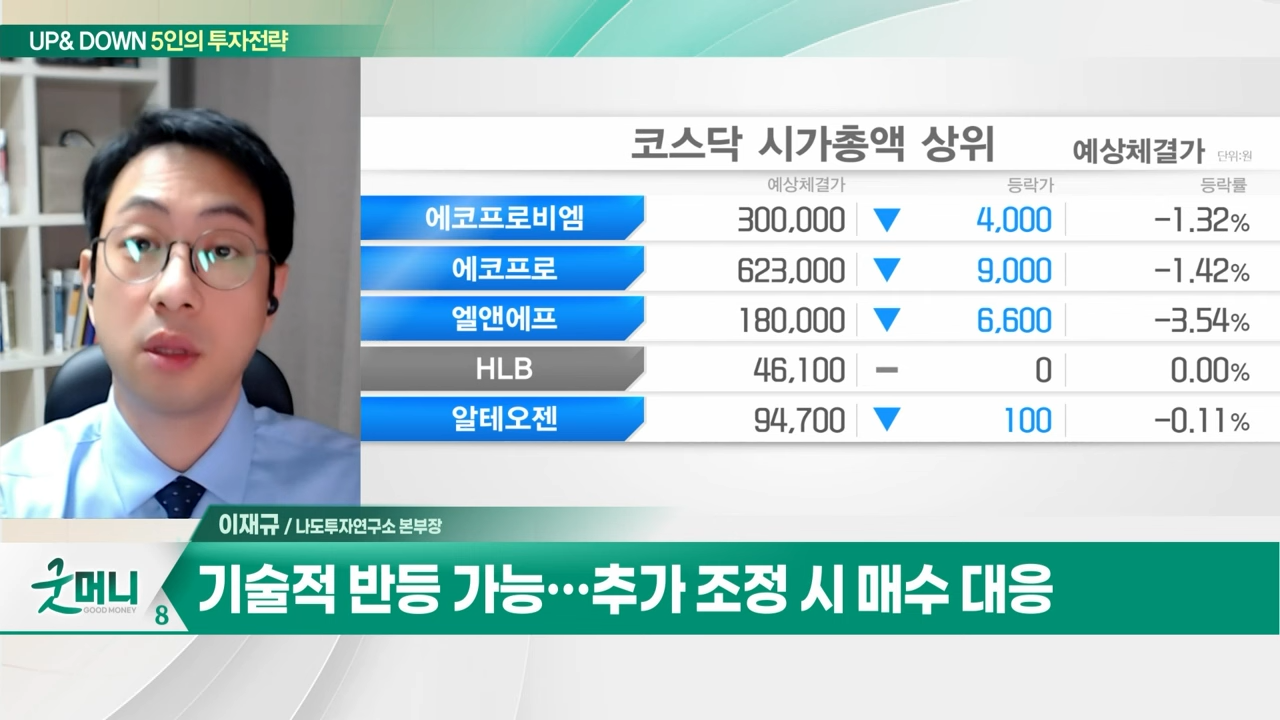 UP& DOWN 5인의 투자전략
코스닥 시가총액 상위 예상체결가 단위:원
예상체결가 등락가 등락률
에코프로비엠 300,000 ▼ 4,000 -1.32%
에코프로 623,000 ▼ 9,000 -1.42%
엘앤에프 180,000 ▼ 6,600 -3.54%
HLB 46,100 - 0 0.00%
알테오젠 94,700 ▼ 100 -0.11%
이재규 / 나도투자연구소 본부장
굿머니
GOOD MONEY
8
기술적 반등 가능…추가 조정 시 매수 대응